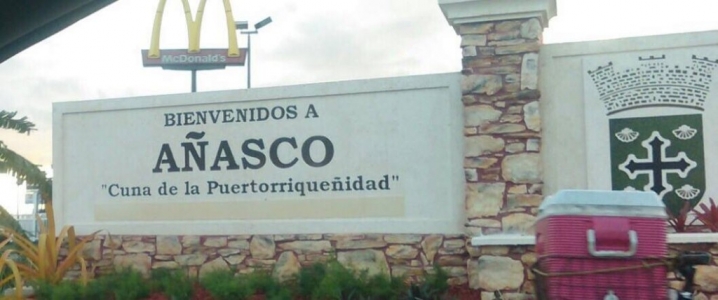 McDonald's
BIENVENIDOS A
AÑASCO
"Cuna de la Puertorriqueñidad"